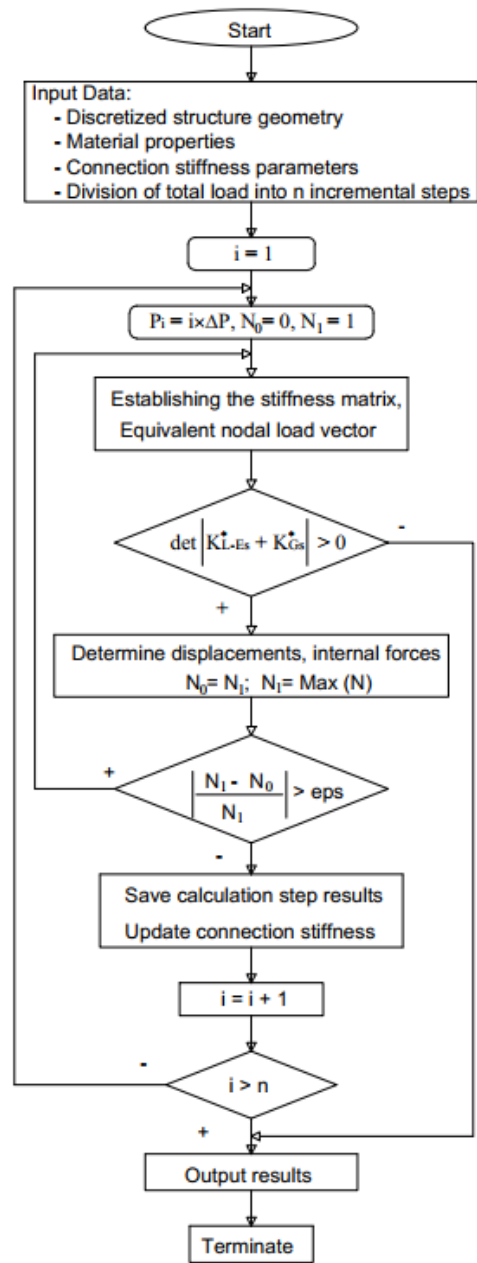 Start
Input Data:
- Discretized structure geometry
- Material properties
- Connection stiffness parameters
- Division of total load into n incremental steps
i = 1
Pi = i×ΔP, N₀= 0, N₁ = 1
Establishing the stiffness matrix,
Equivalent nodal load vector
det |K*L-Es + K*Gs| > 0
-
+
Determine displacements, internal forces
N₀= N₁; N₁= Max (N)
+
|N₁ - N₀ / N₁| > eps
-
Save calculation step results
Update connection stiffness
i = i + 1
-
i > n
+
Output results
Terminate